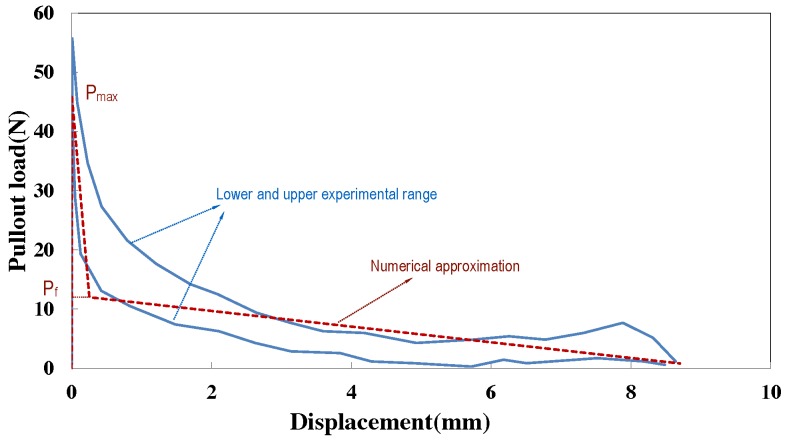 60
50
40
30
20
10
0
Pullout load(N)
Pmax
Pf
Lower and upper experimental range
Numerical approximation
0 2 4 6 8 10
Displacement(mm)